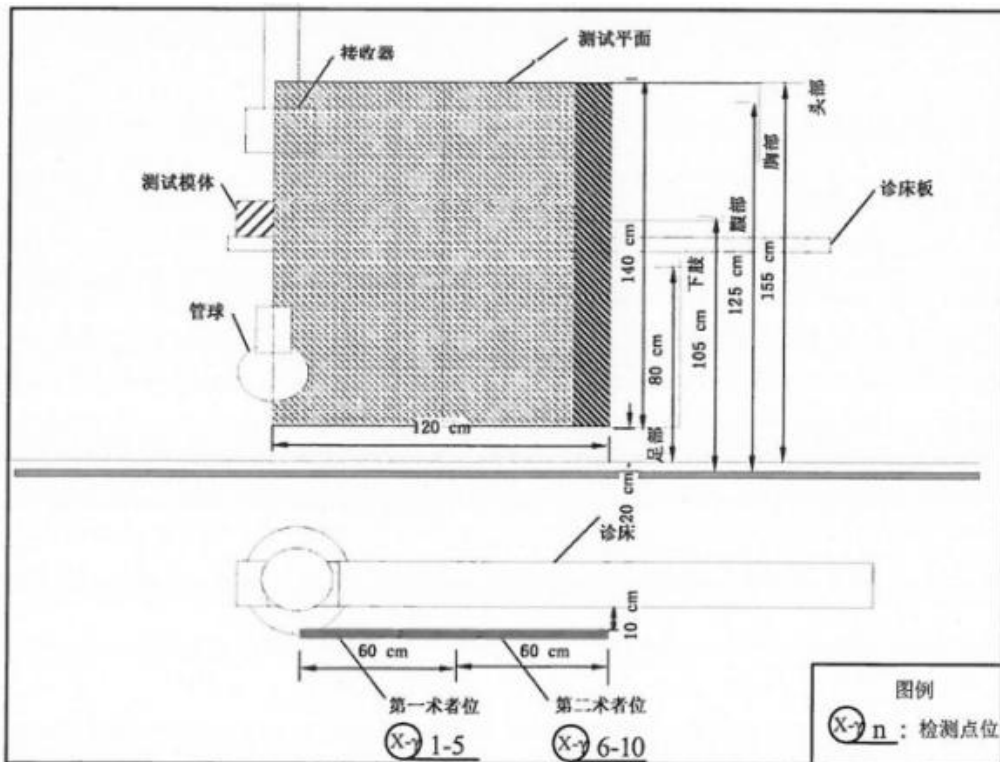 接收器
测试平面
头部
胸部
测试模体
诊床板
腹部
下肢
管球
140 cm
80 cm
105 cm
125 cm
155 cm
120 cm
足部
20 cm
诊床
10 cm
60 cm
60 cm
第一术者位
第二术者位
X-γ 1-5
X-γ 6-10
图例
X-γ n : 检测点位